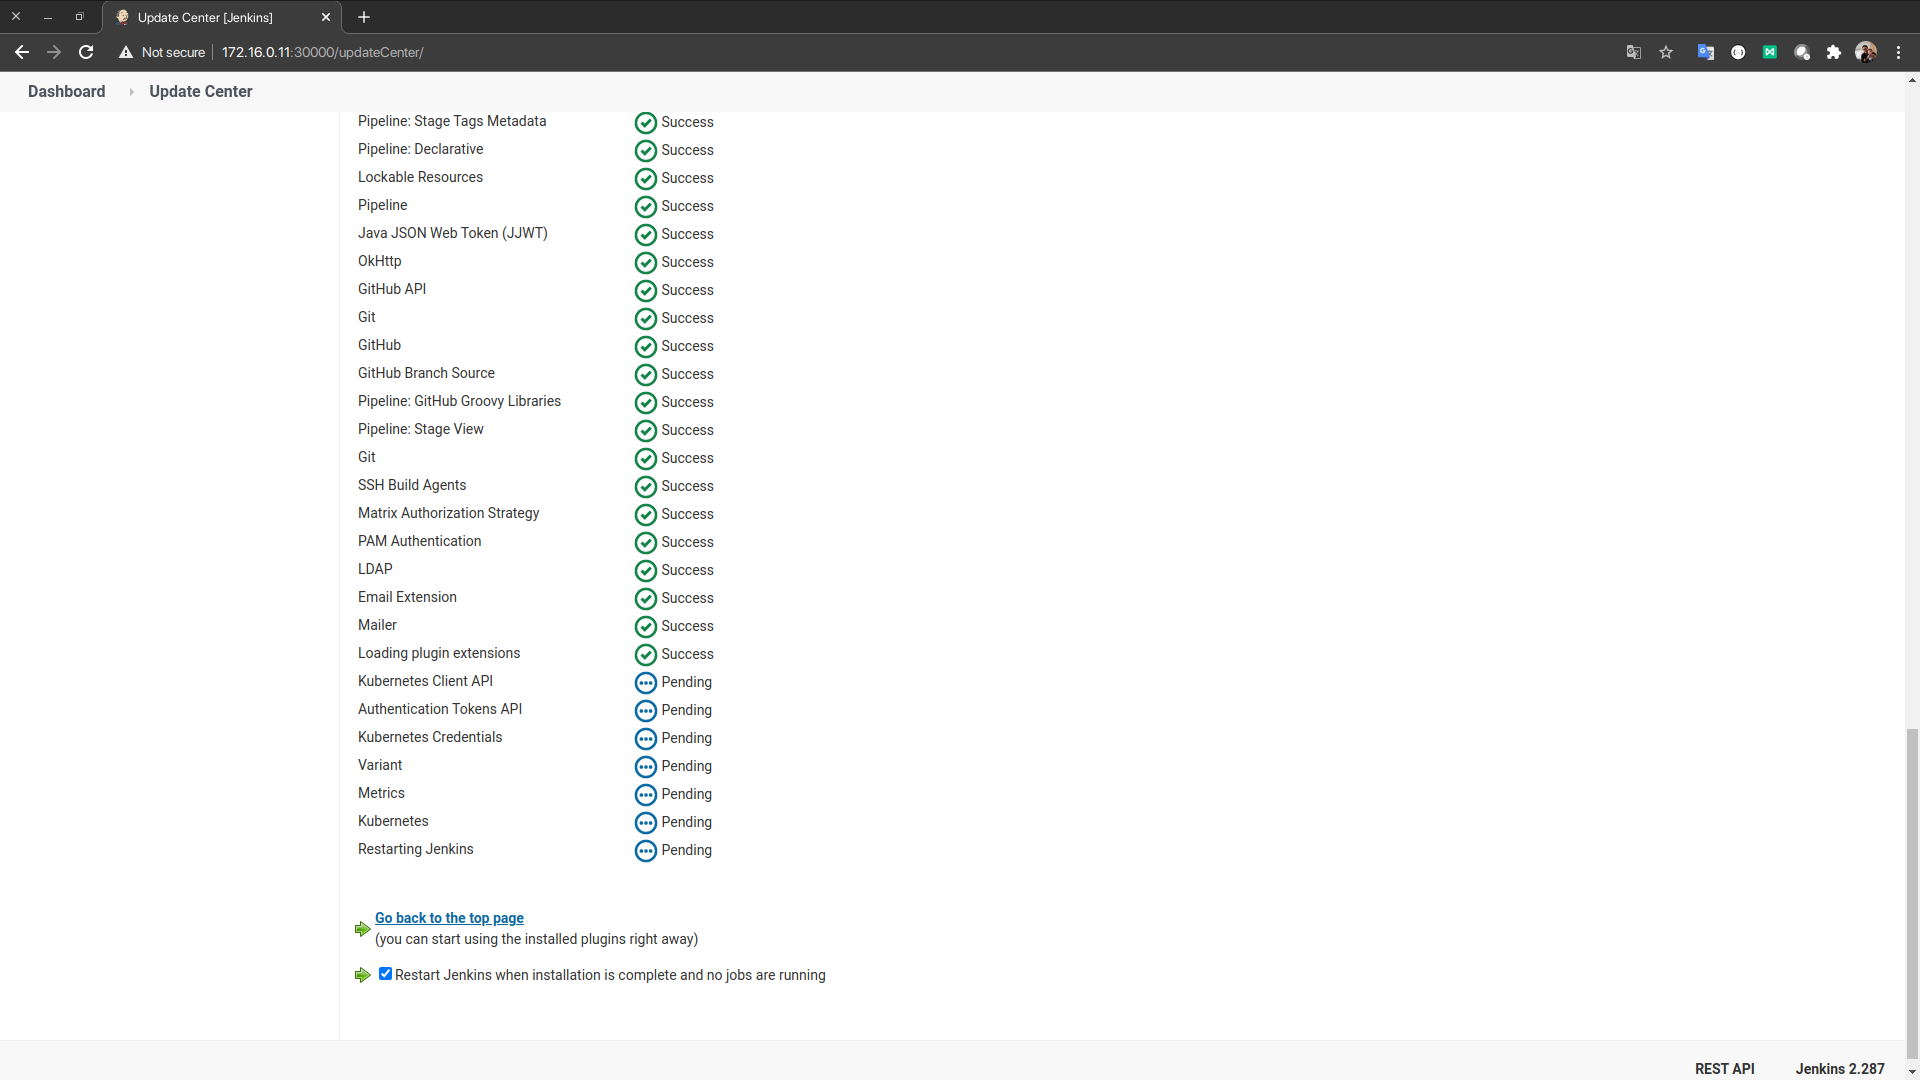 Update Center [Jenkins]
Not secure
172.16.0.11:30000/updateCenter/
Dashboard
Update Center
Pipeline: Stage Tags Metadata Success
Pipeline: Declarative Success
Lockable Resources Success
Pipeline Success
Java JSON Web Token (JJWT) Success
OkHttp Success
GitHub API Success
Git Success
GitHub Success
GitHub Branch Source Success
Pipeline: GitHub Groovy Libraries Success
Pipeline: Stage View Success
Git Success
SSH Build Agents Success
Matrix Authorization Strategy Success
PAM Authentication Success
LDAP Success
Email Extension Success
Mailer Success
Loading plugin extensions Success
Kubernetes Client API Pending
Authentication Tokens API Pending
Kubernetes Credentials Pending
Variant Pending
Metrics Pending
Kubernetes Pending
Restarting Jenkins Pending
Go back to the top page
(you can start using the installed plugins right away)
Restart Jenkins when installation is complete and no jobs are running
REST API
Jenkins 2.287